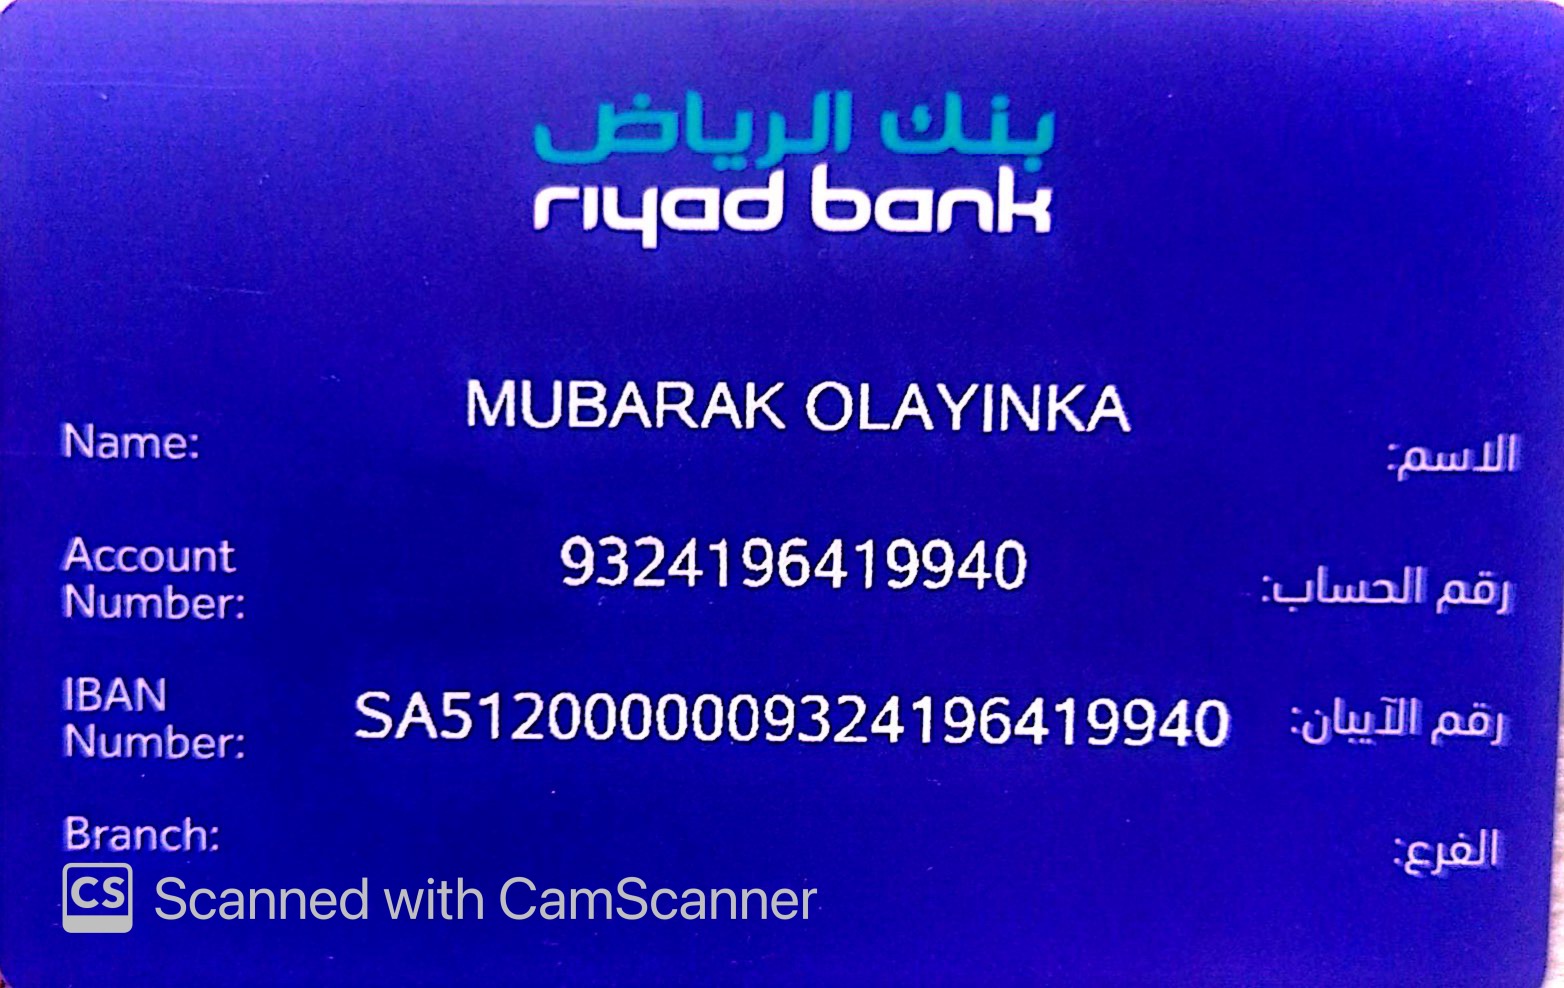 بنك الرياض
riyad bank
MUBARAK OLAYINKA
Name:
الاسم:
Account
Number:
9324196419940
رقم الحساب:
IBAN
Number:
SA5120000009324196419940
رقم الآيبان:
Branch:
الفرع:
CS Scanned with CamScanner